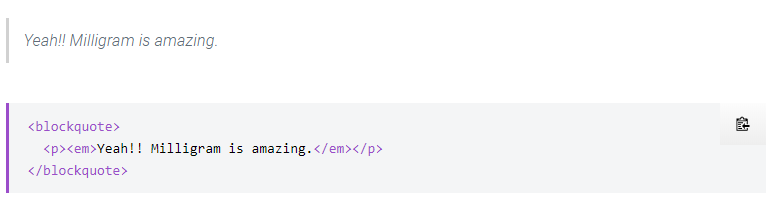 Yeah!! Milligram is amazing.
<blockquote>
  <p><em>Yeah!! Milligram is amazing.</em></p>
</blockquote>